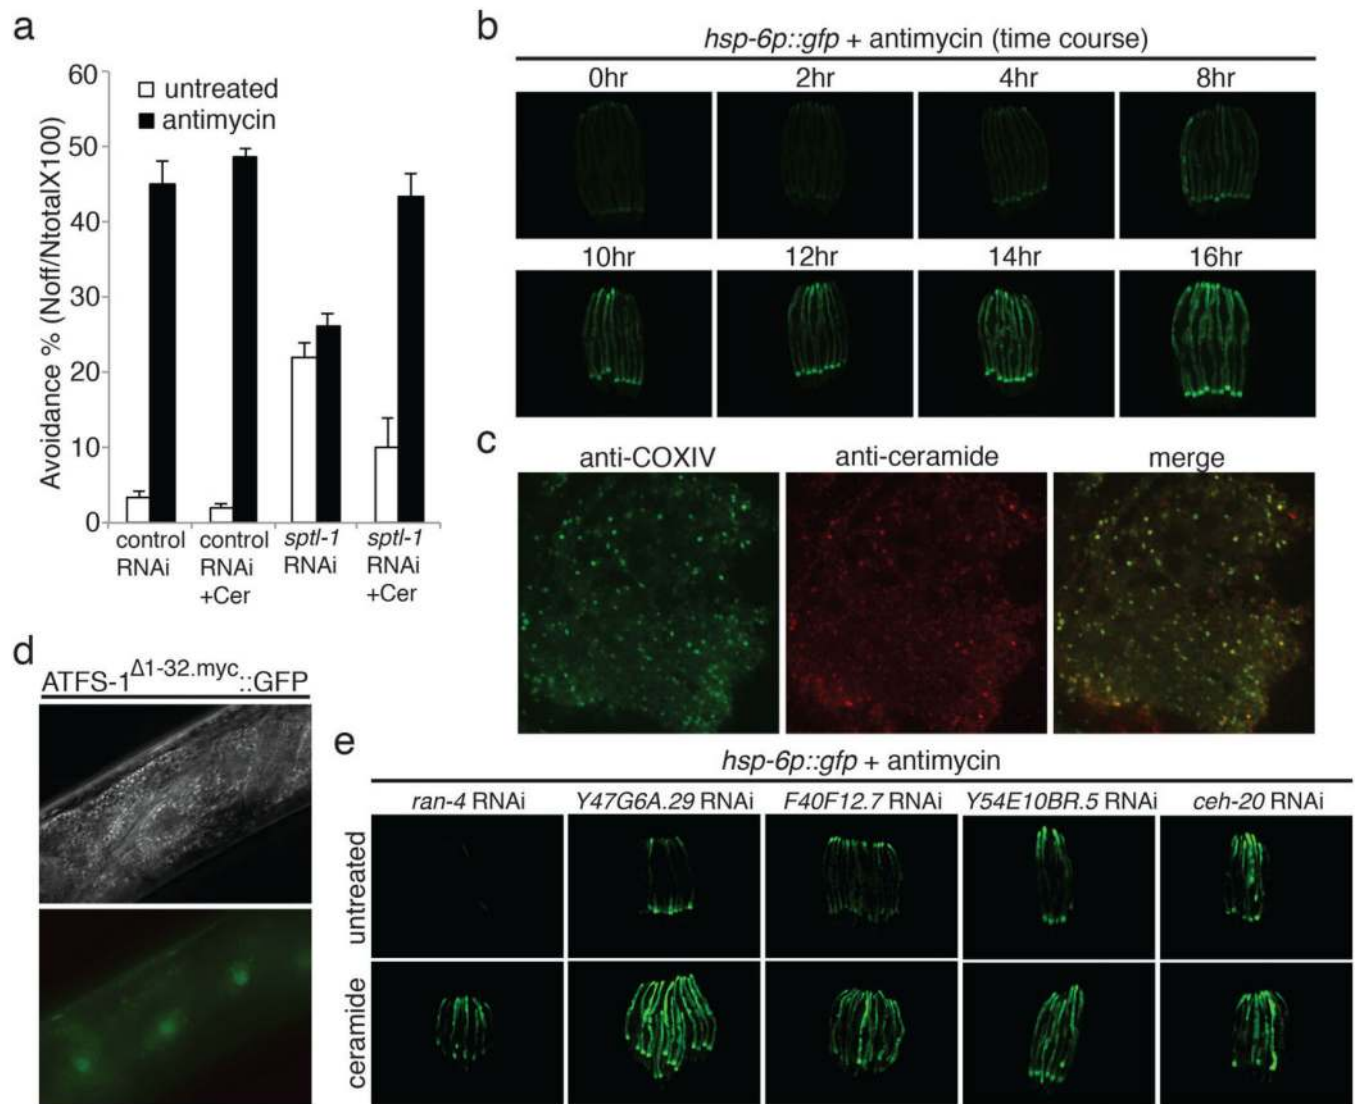 a
60
50
40
30
20
10
0
Avoidance % (Noff/NtotalX100)
untreated
antimycin
control
RNAi
control
RNAi
+Cer
sptl-1
RNAi
sptl-1
RNAi
+Cer
b
hsp-6p::gfp + antimycin (time course)
0hr 2hr 4hr 8hr
10hr 12hr 14hr 16hr
c
anti-COXIV anti-ceramide merge
d
ATFS-1Δ1-32.myc::GFP
e
hsp-6p::gfp + antimycin
ran-4 RNAi Y47G6A.29 RNAi F40F12.7 RNAi Y54E10BR.5 RNAi ceh-20 RNAi
untreated
ceramide